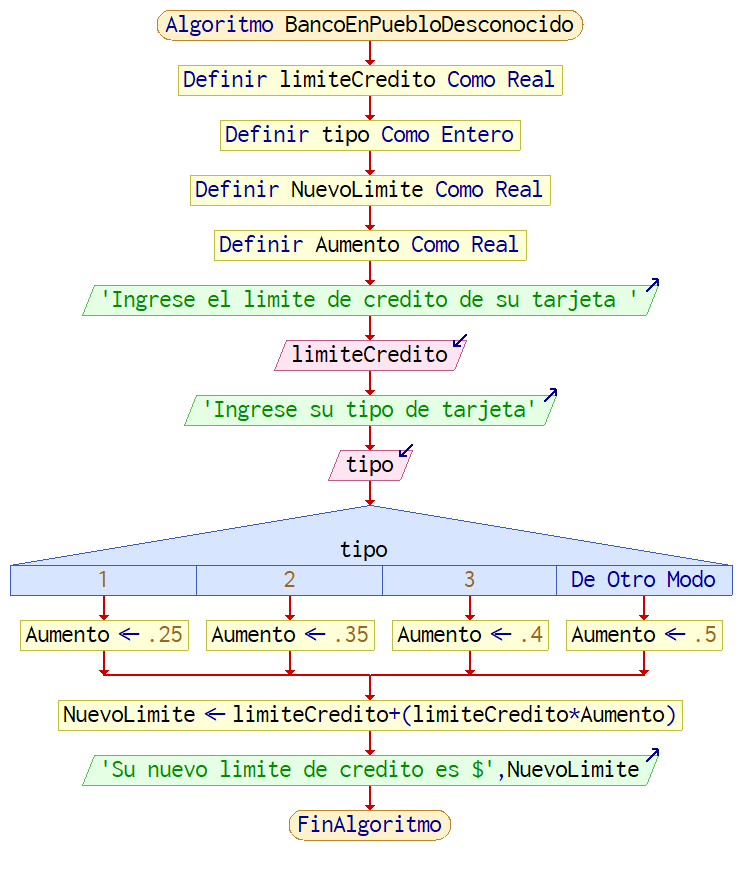 Algoritmo BancoEnPuebloDesconocido
Definir limiteCredito Como Real
Definir tipo Como Entero
Definir NuevoLimite Como Real
Definir Aumento Como Real
'Ingrese el limite de credito de su tarjeta '
limiteCredito
'Ingrese su tipo de tarjeta'
tipo
tipo
1 2 3 De Otro Modo
Aumento ← .25 Aumento ← .35 Aumento ← .4 Aumento ← .5
NuevoLimite ← limiteCredito+(limiteCredito*Aumento)
'Su nuevo limite de credito es $',NuevoLimite
FinAlgoritmo